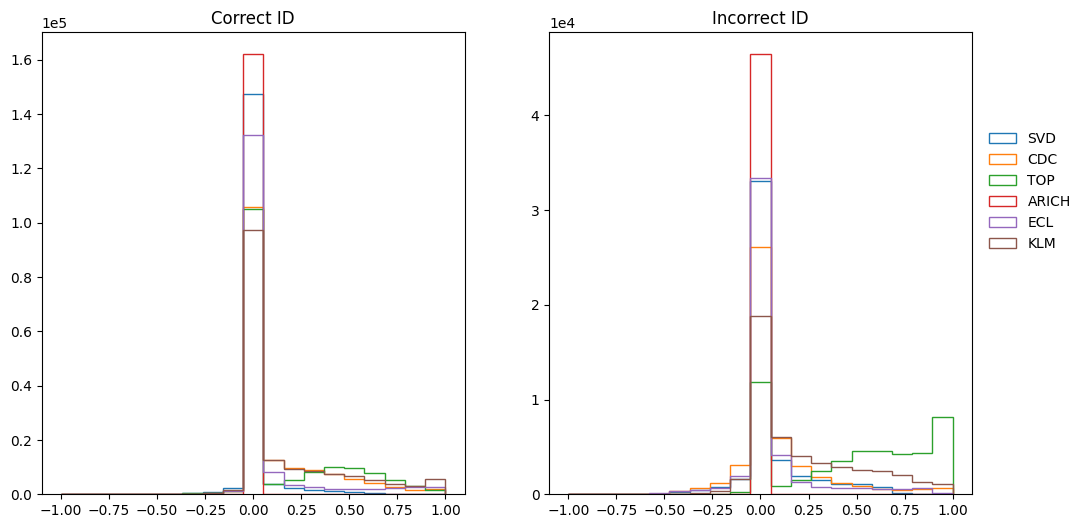 Correct ID
1e5
1.6
1.4
1.2
1.0
0.8
0.6
0.4
0.2
0.0
−1.00 −0.75 −0.50 −0.25 0.00 0.25 0.50 0.75 1.00
Incorrect ID
1e4
4
3
2
1
0
−1.00 −0.75 −0.50 −0.25 0.00 0.25 0.50 0.75 1.00
SVD
CDC
TOP
ARICH
ECL
KLM